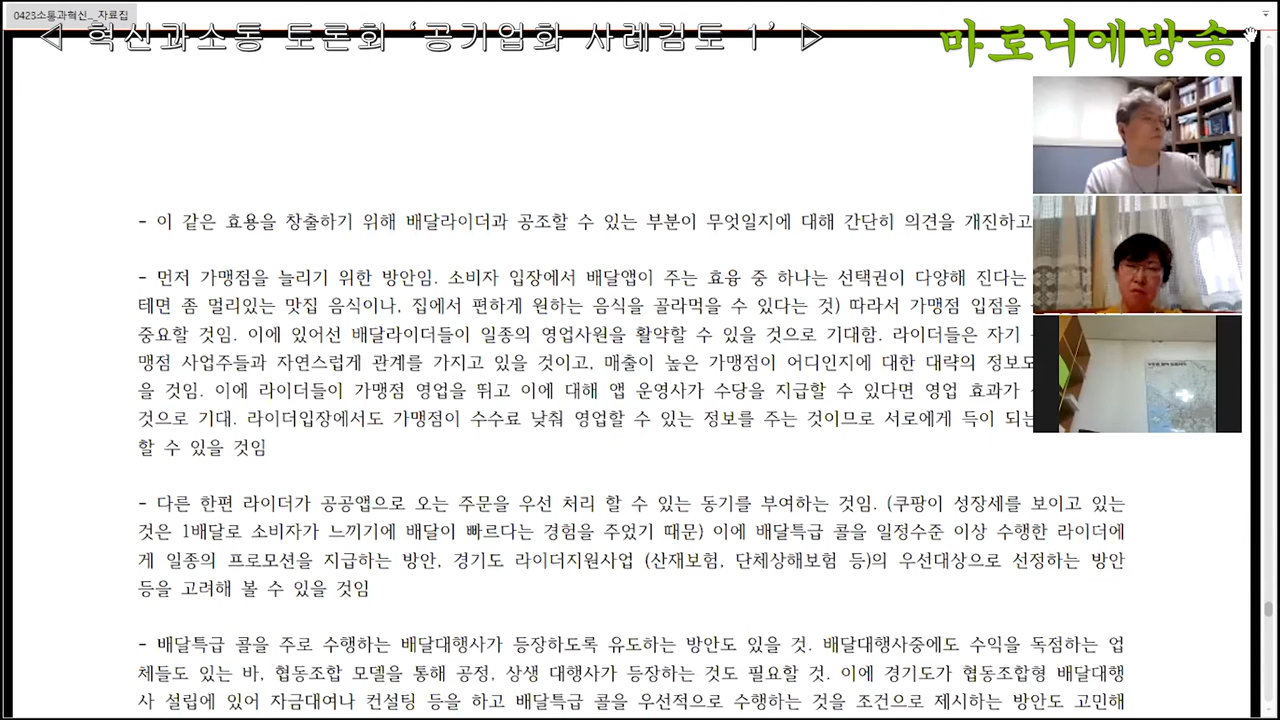 0423소통과혁신_자료집
◁ 혁신과소통 토론회 ‘공기업화 사례검토 1’ ▷
마로니에방송
- 이 같은 효용을 창출하기 위해 배달라이더과 공조할 수 있는 부분이 무엇일지에 대해 간단히 의견을 개진하고
- 먼저 가맹점을 늘리기 위한 방안임. 소비자 입장에서 배달앱이 주는 효융 중 하나는 선택권이 다양해 진다는
테면 좀 멀리있는 맛집 음식이나, 집에서 편하게 원하는 음식을 골라먹을 수 있다는 것) 따라서 가맹점 입점을
중요할 것임. 이에 있어선 배달라이더들이 일종의 영업사원을 활약할 수 있을 것으로 기대함. 라이더들은 자기
맹점 사업주들과 자연스럽게 관계를 가지고 있을 것이고, 매출이 높은 가맹점이 어디인지에 대한 대략의 정보도
을 것임. 이에 라이더들이 가맹점 영업을 뛰고 이에 대해 앱 운영사가 수당을 지급할 수 있다면 영업 효과가
것으로 기대. 라이더입장에서도 가맹점이 수수료 낮춰 영업할 수 있는 정보를 주는 것이므로 서로에게 득이 되는
할 수 있을 것임
- 다른 한편 라이더가 공공앱으로 오는 주문을 우선 처리 할 수 있는 동기를 부여하는 것임. (쿠팡이 성장세를 보이고 있는
것은 1배달로 소비자가 느끼기에 배달이 빠르다는 경험을 주었기 때문) 이에 배달특급 콜을 일정수준 이상 수행한 라이더에
게 일종의 프로모션을 지급하는 방안, 경기도 라이더지원사업 (산재보험, 단체상해보험 등)의 우선대상으로 선정하는 방안
등을 고려해 볼 수 있을 것임
- 배달특급 콜을 주로 수행하는 배달대행사가 등장하도록 유도하는 방안도 있을 것. 배달대행사중에도 수익을 독점하는 업
체들도 있는 바, 협동조합 모델을 통해 공정, 상생 대행사가 등장하는 것도 필요할 것. 이에 경기도가 협동조합형 배달대행
사 설립에 있어 자금대여나 컨설팅 등을 하고 배달특급 콜을 우선적으로 수행하는 것을 조건으로 제시하는 방안도 고민해